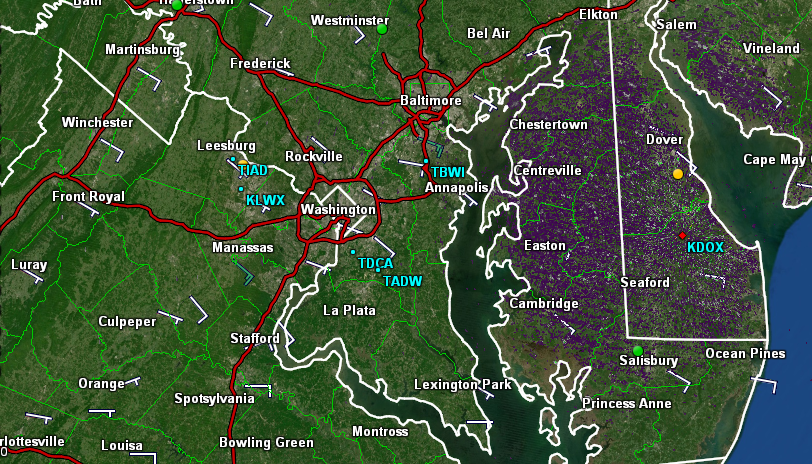 Westminster
Elkton
Salem
Bel Air
Martinsburg
Vineland
Frederick
Baltimore
Winchester
Chestertown
Leesburg
Dover
Rockville
Cape May
TIAD
TBWI
Centreville
Front Royal
KLWX
Annapolis
Washington
Manassas
Easton
KDOX
Luray
TDCA
TADW
Seaford
Cambridge
La Plata
Culpeper
Stafford
Salisbury
Ocean Pines
Orange
Lexington Park
Spotsylvania
Princess Anne
Montross
rlottesville
Louisa
Bowling Green